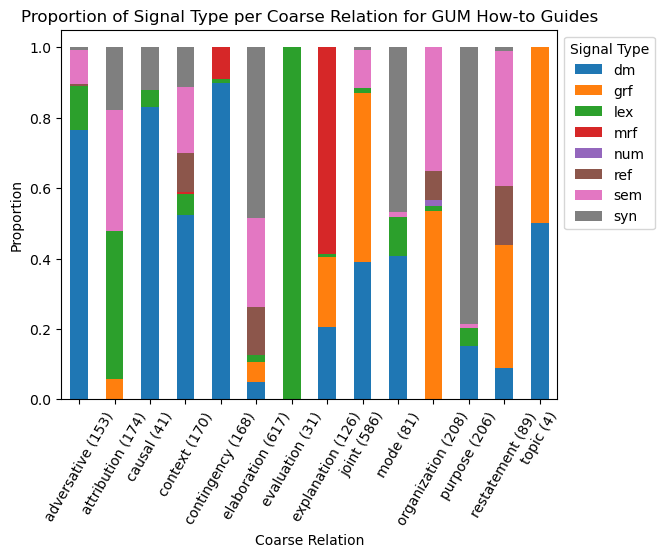 Proportion of Signal Type per Coarse Relation for GUM How-to Guides
Signal Type
dm
grf
lex
mrf
num
ref
sem
syn
Proportion
1.0
0.8
0.6
0.4
0.2
0.0
adversative (153)
attribution (174)
causal (41)
context (170)
contingency (168)
elaboration (617)
evaluation (31)
explanation (126)
joint (586)
mode (81)
organization (208)
purpose (206)
restatement (89)
topic (4)
Coarse Relation